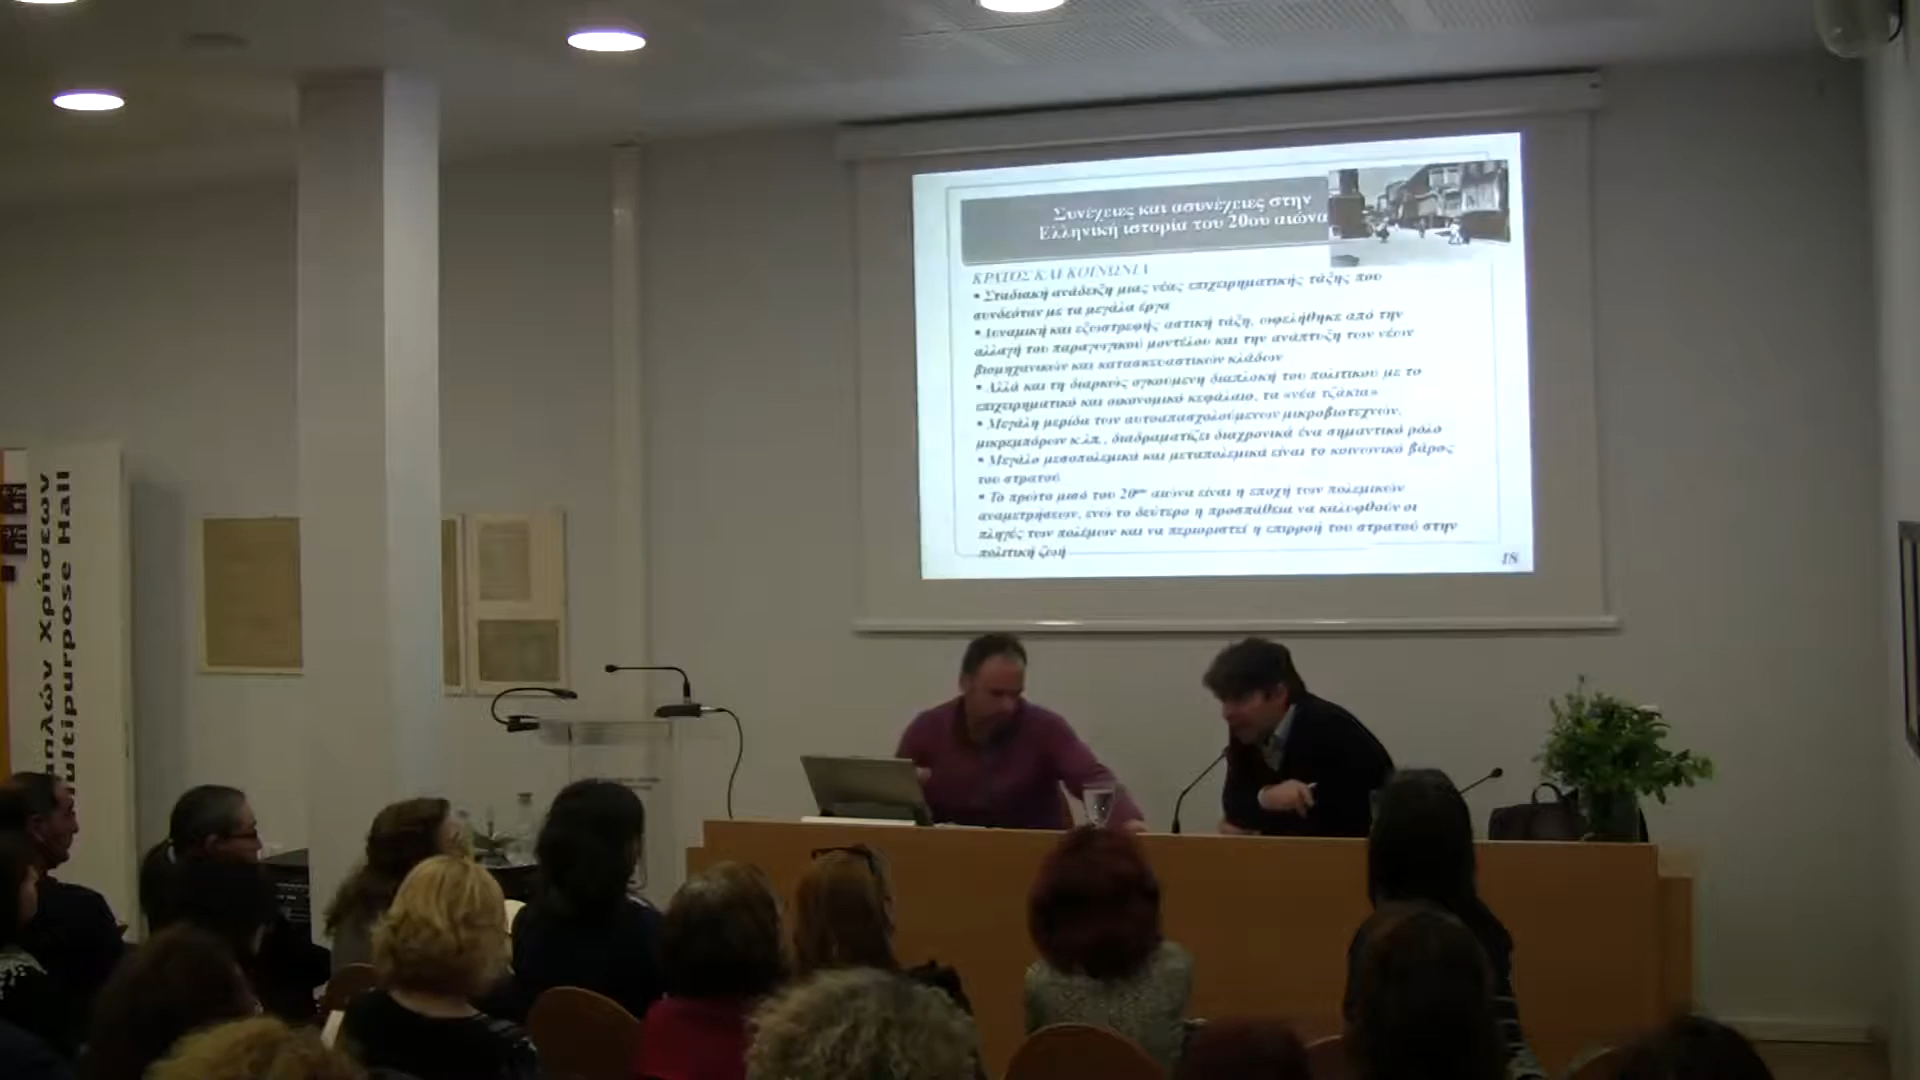 Συνέχειες και ασυνέχειες στην
Ελληνική ιστορία του 20ου αιώνα
ΚΡΑΤΟΣ ΚΑΙ ΚΟΙΝΩΝΙΑ
• Σταδιακή ανάδειξη μιας νέας επιχειρηματικής τάξης που
συνδεόταν με τα μεγάλα έργα
• Δυναμική και εξωστρεφής αστική τάξη, ωφελήθηκε από την
αλλαγή του παραγωγικού μοντέλου και την ανάπτυξη των νέων
βιομηχανικών και κατασκευαστικών κλάδων
• Αλλά και τη διαρκώς ογκούμενη διαπλοκή του πολιτικού με το
επιχειρηματικό και οικονομικό κεφάλαιο, τα «νέα τζάκια»
• Μεγάλη μερίδα των αυτοαπασχολούμενων μικροβιοτεχνών,
μικρεμπόρων κ.λπ., διαδραματίζει διαχρονικά ένα σημαντικό ρόλο
• Μεγάλο μεσοπολεμικά και μεταπολεμικά είναι το κοινωνικό βάρος
του στρατού
• Το πρώτο μισό του 20ου αιώνα είναι η εποχή των πολεμικών
αναμετρήσεων, ενώ το δεύτερο η προσπάθεια να καλυφθούν οι
πληγές των πολέμων και να περιοριστεί η επιρροή του στρατού στην
πολιτική ζωή
18
Χρήσεων
Multipurpose Hall